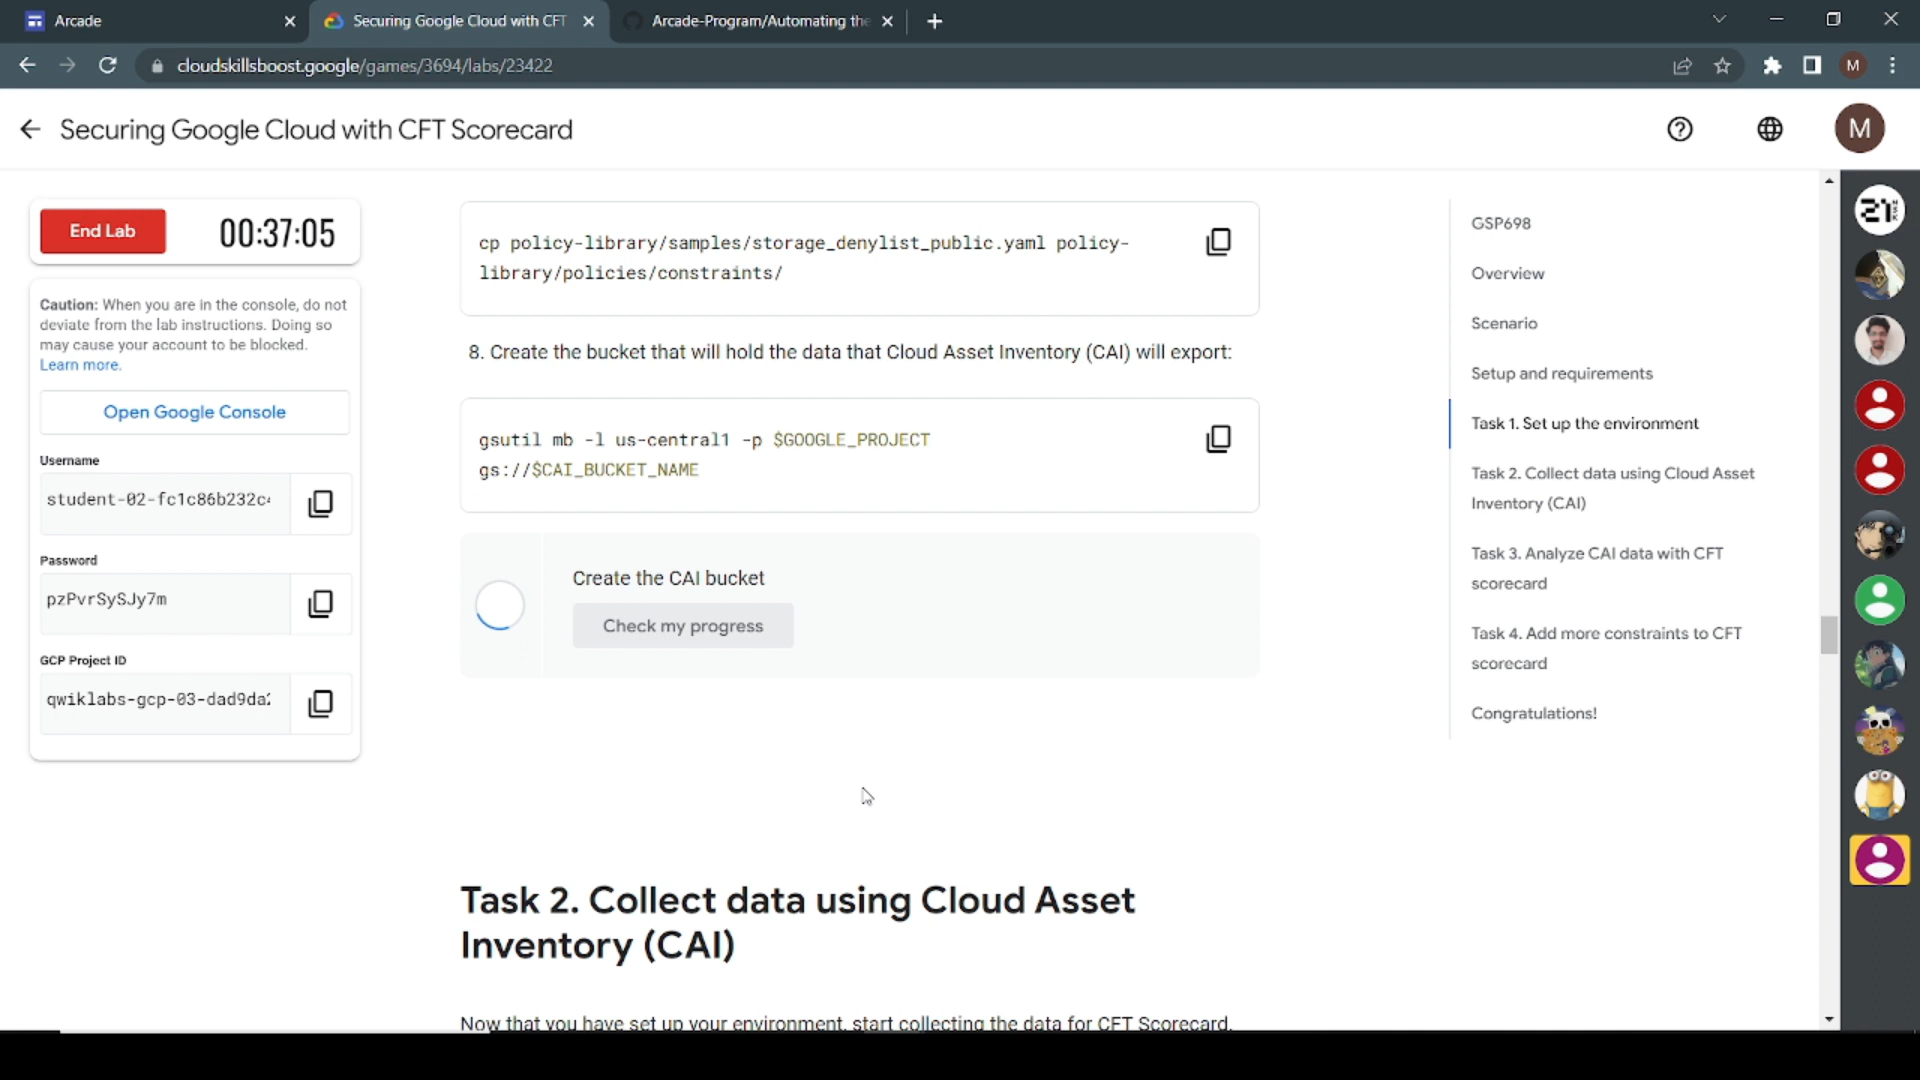 Arcade
Securing Google Cloud with CFT
Arcade-Program/Automating the
cloudskillsboost.google/games/3694/labs/23422
M
Securing Google Cloud with CFT Scorecard
M
End Lab
00:37:05
Caution: When you are in the console, do not
deviate from the lab instructions. Doing so
may cause your account to be blocked.
Learn more.
Open Google Console
Username
student-02-fc1c86b232c
Password
pzPvrSySJy7m
GCP Project ID
qwiklabs-gcp-03-dad9da
cp policy-library/samples/storage_denylist_public.yaml policy-
library/policies/constraints/
8. Create the bucket that will hold the data that Cloud Asset Inventory (CAI) will export:
gsutil mb -l us-central1 -p $GOOGLE_PROJECT
gs://$CAI_BUCKET_NAME
Create the CAI bucket
Check my progress
Task 2. Collect data using Cloud Asset
Inventory (CAI)
Now that you have set up your environment, start collecting the data for CFT Scorecard.
GSP698
Overview
Scenario
Setup and requirements
Task 1. Set up the environment
Task 2. Collect data using Cloud Asset
Inventory (CAI)
Task 3. Analyze CAI data with CFT
scorecard
Task 4. Add more constraints to CFT
scorecard
Congratulations!
21